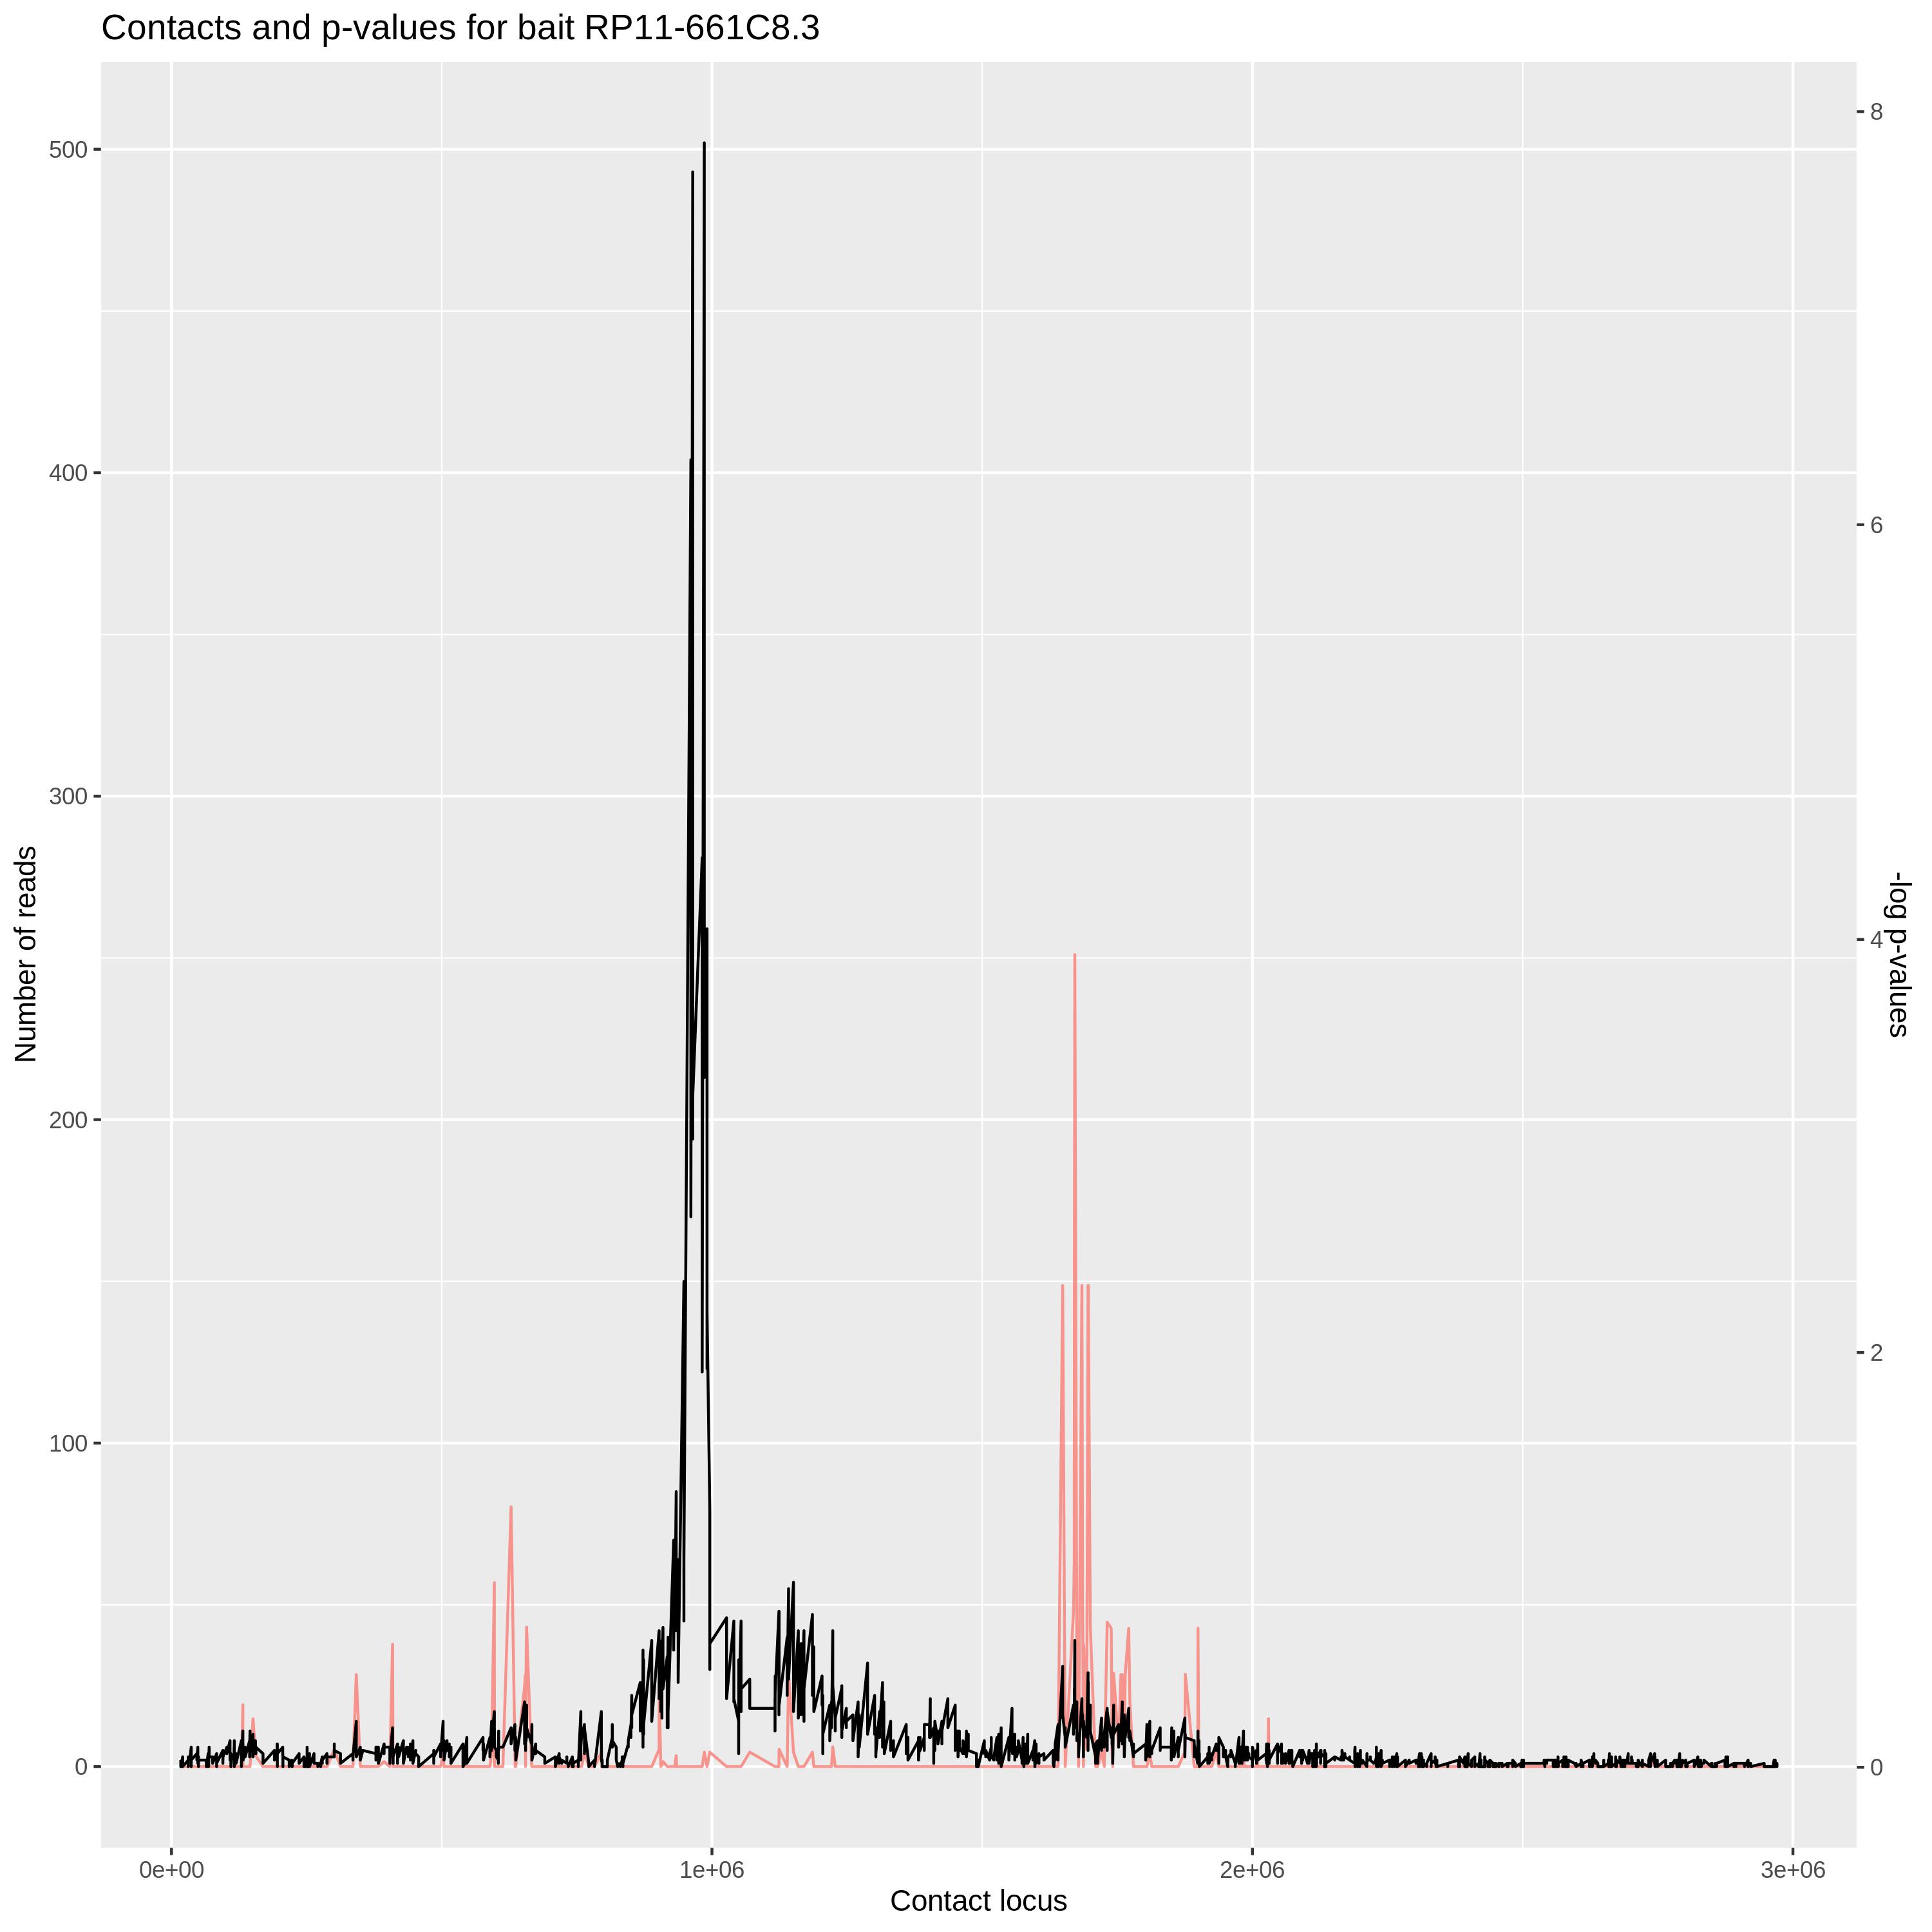 Contacts and p-values for bait RP11-661C8.3
500
400
300
200
100
0
Number of reads
8
6
4
2
0
-log p-values
0e+00
1e+06
2e+06
3e+06
Contact locus